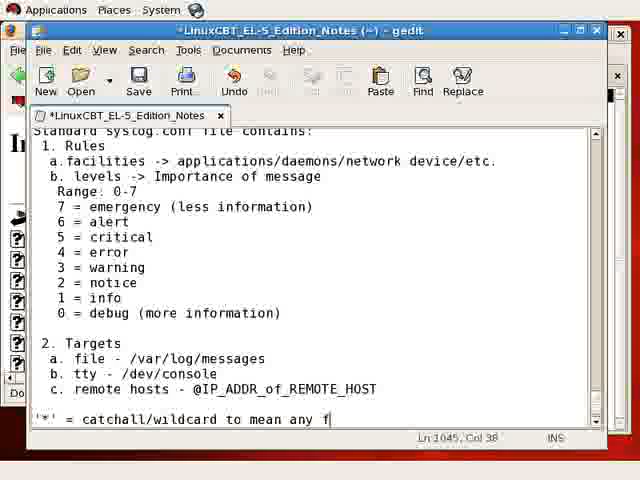 Applications Places System
*LinuxCBT_EL-5_Edition_Notes (~) - gedit
File Edit View Search Tools Documents Help
New Open Save Print... Undo Redo Cut Copy Paste Find Replace
*LinuxCBT_EL-5_Edition_Notes ×
Standard syslog.conf file contains:
1. Rules
a.facilities -> applications/daemons/network device/etc.
b. levels -> Importance of message
Range: 0-7
7 = emergency (less information)
6 = alert
5 = critical
4 = error
3 = warning
2 = notice
1 = info
0 = debug (more information)
2. Targets
a. file - /var/log/messages
b. tty - /dev/console
c. remote hosts - @IP_ADDR_of_REMOTE_HOST
'*' = catchall/wildcard to mean any f
Ln 1045, Col 38 INS